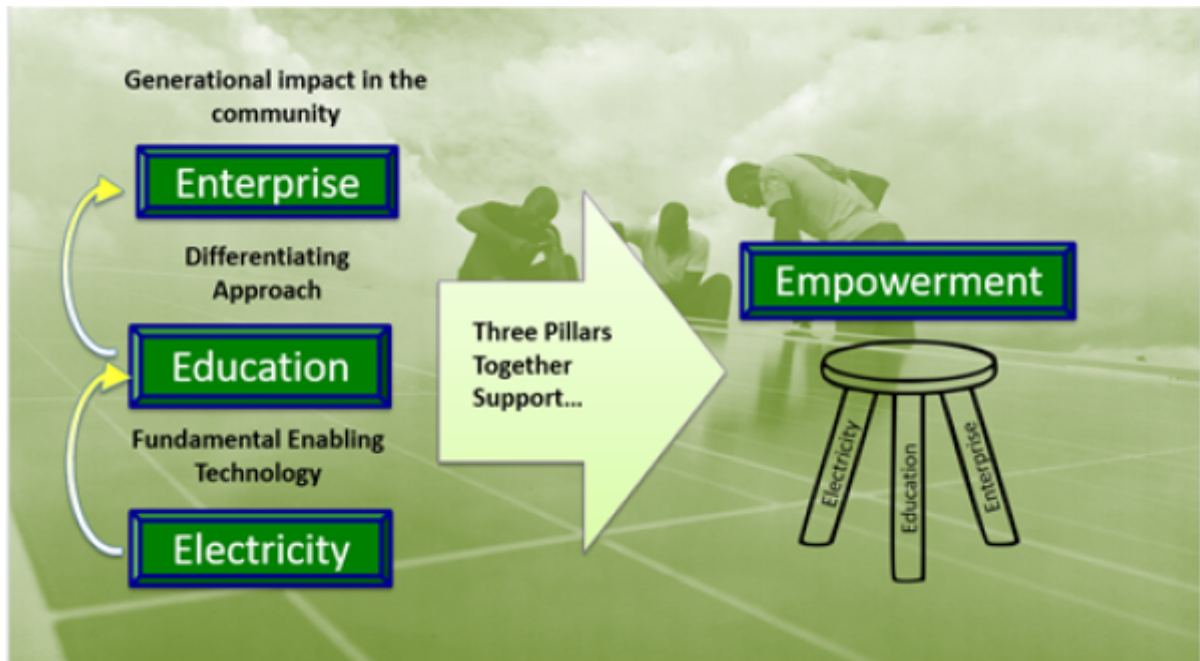 Generational impact in the
community
Enterprise
Differentiating
Approach
Education
Fundamental Enabling
Technology
Electricity
Three Pillars
Together
Support...
Empowerment
Electricity
Education
Enterprise